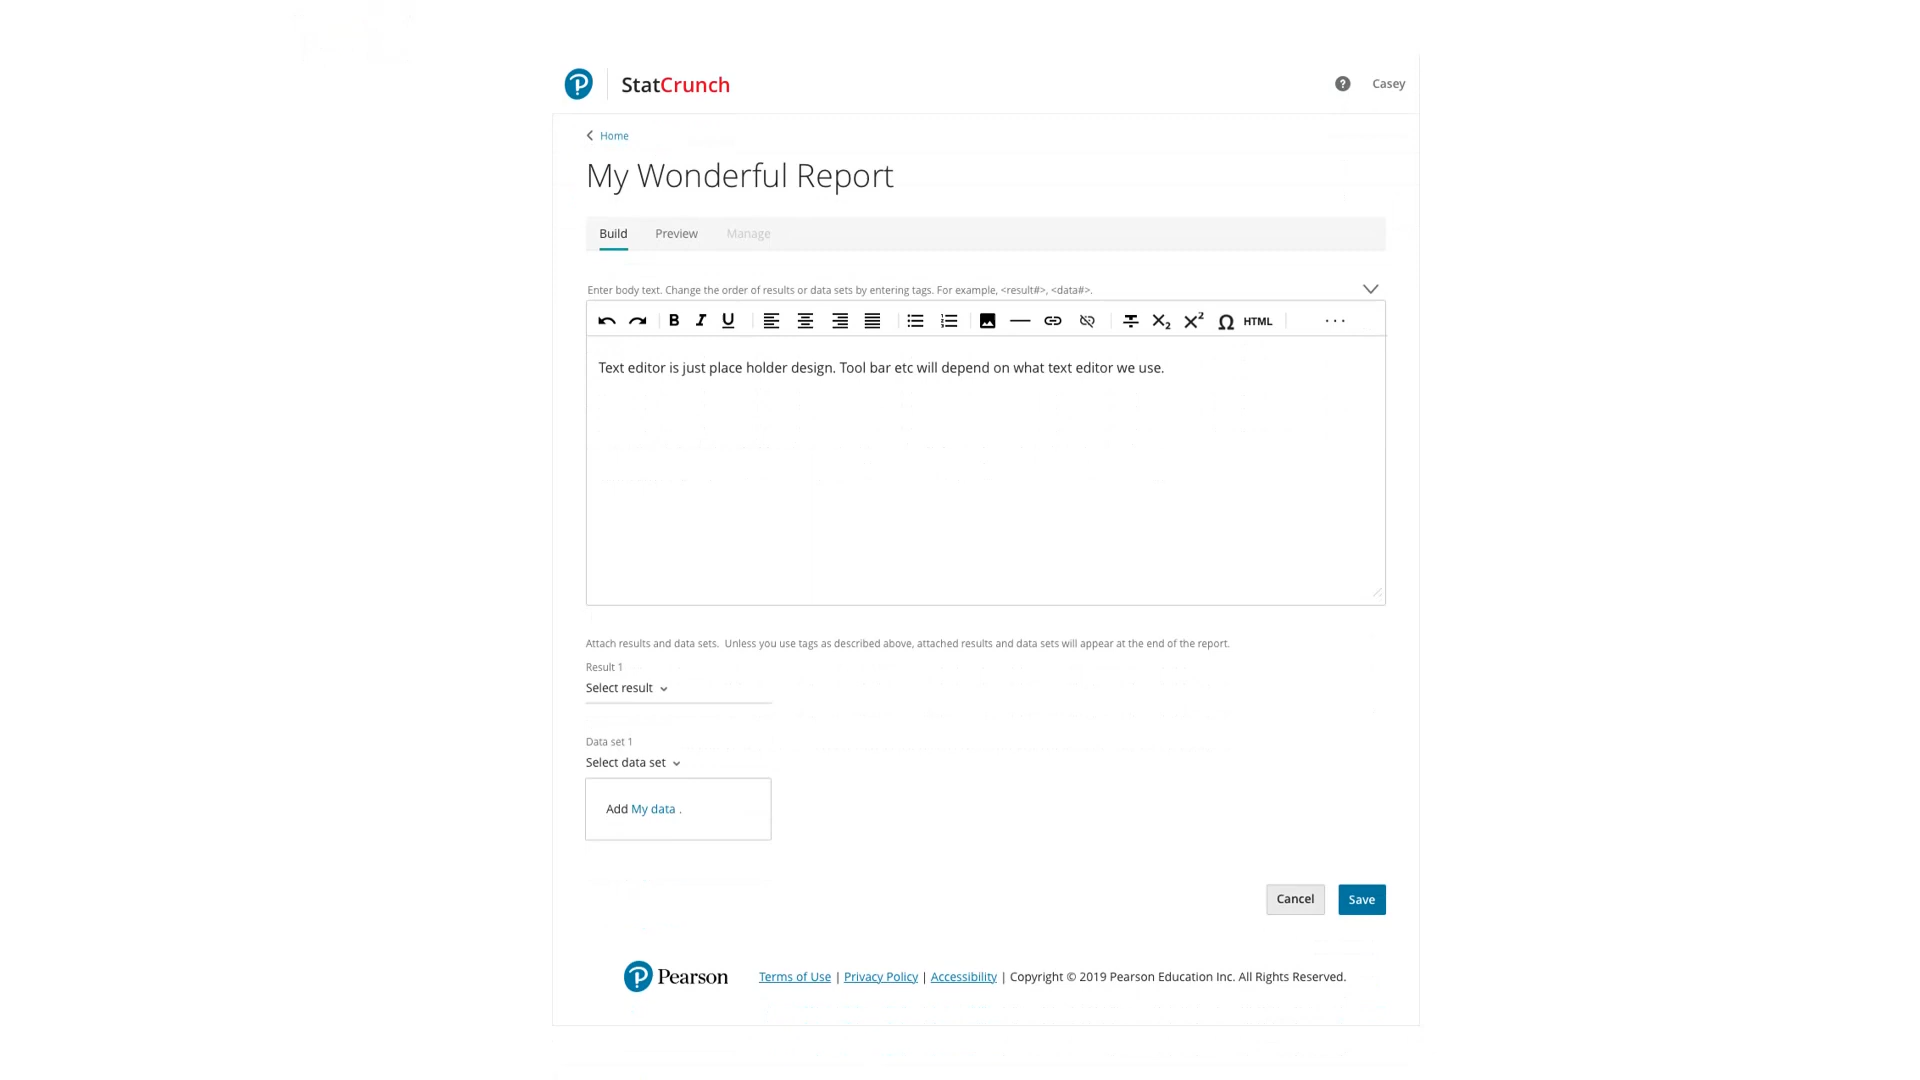 StatCrunch
? Casey
Home
My Wonderful Report
Build Preview Manage
Enter body text. Change the order of results or data sets by entering tags. For example, <result#>, <data#>.
B I U X2 X2 Ω HTML ...
Text editor is just place holder design. Tool bar etc will depend on what text editor we use.
Attach results and data sets. Unless you use tags as described above, attached results and data sets will appear at the end of the report.
Result 1
Select result
Data set 1
Select data set
Add My data .
Cancel Save
Pearson Terms of Use | Privacy Policy | Accessibility | Copyright © 2019 Pearson Education Inc. All Rights Reserved.